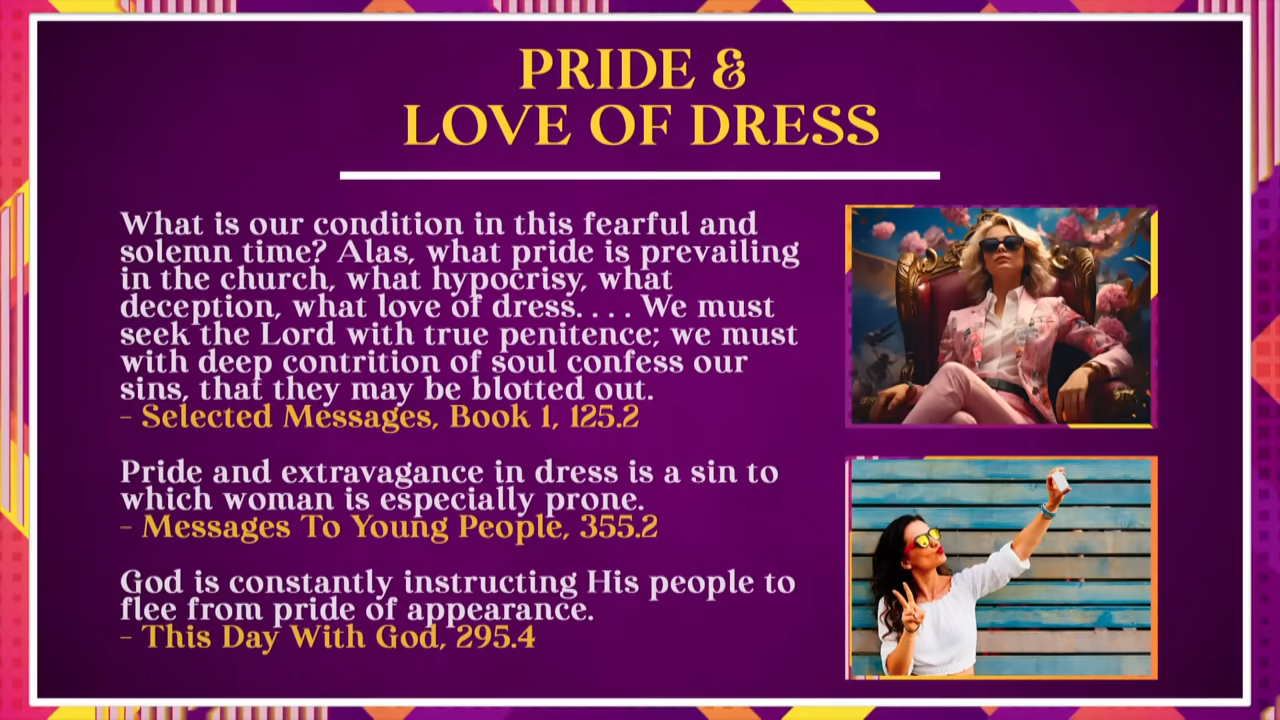 PRIDE &
LOVE OF DRESS
What is our condition in this fearful and
solemn time? Alas, what pride is prevailing
in the church, what hypocrisy, what
deception, what love of dress. . . . We must
seek the Lord with true penitence; we must
with deep contrition of soul confess our
sins, that they may be blotted out.
– Selected Messages, Book 1, 125.2
Pride and extravagance in dress is a sin to
which woman is especially prone.
– Messages To Young People, 355.2
God is constantly instructing His people to
flee from pride of appearance.
– This Day With God, 295.4